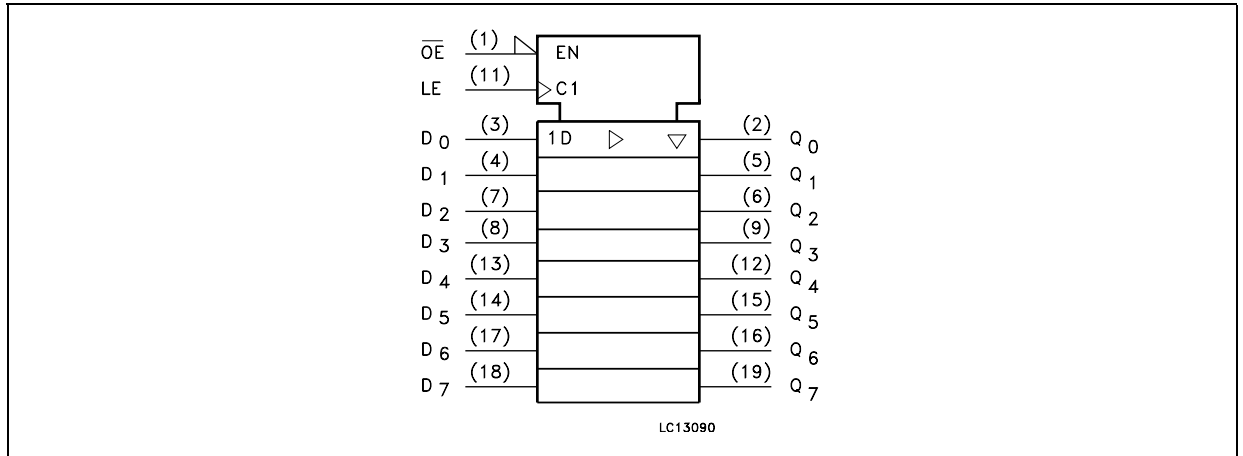 O̅E̅ (1) EN
LE (11) C1
D0 (3) 1D (2) Q0
D1 (4) (5) Q1
D2 (7) (6) Q2
D3 (8) (9) Q3
D4 (13) (12) Q4
D5 (14) (15) Q5
D6 (17) (16) Q6
D7 (18) (19) Q7
LC13090